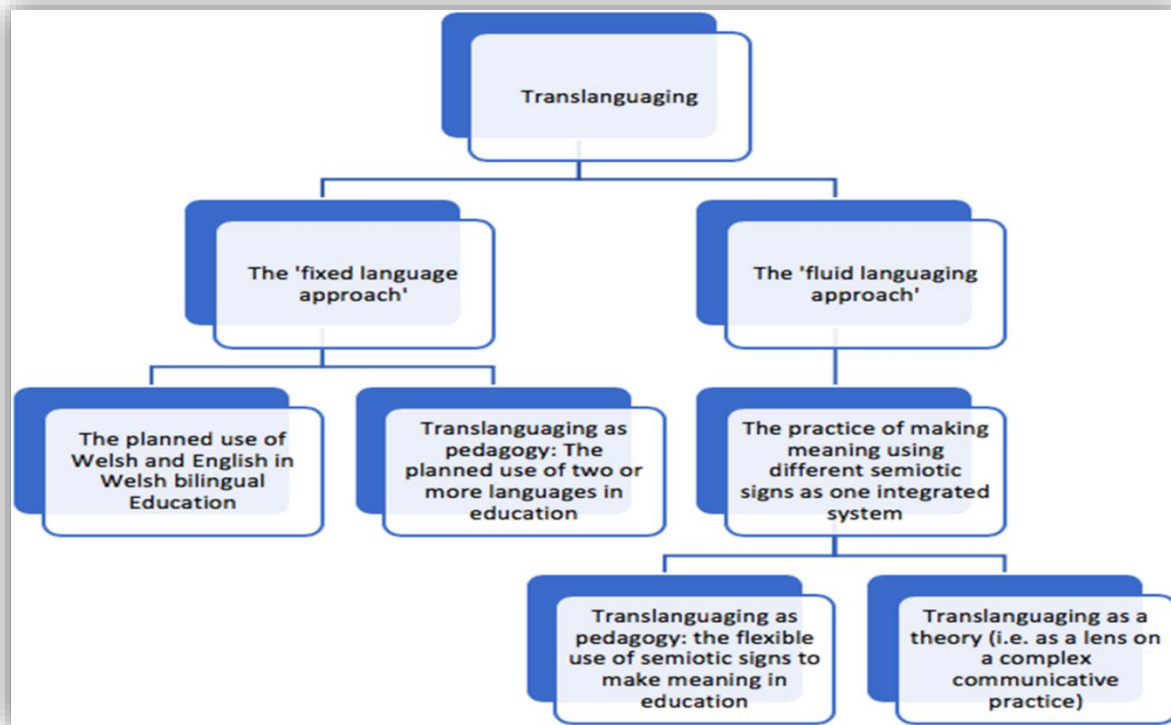 Translanguaging
The 'fixed language
approach'
The 'fluid languaging
approach'
The planned use of
Welsh and English in
Welsh bilingual
Education
Translanguaging as
pedagogy: The
planned use of two or
more languages in
education
The practice of making
meaning using
different semiotic
signs as one integrated
system
Translanguaging as
pedagogy: the flexible
use of semiotic signs to
make meaning in
education
Translanguaging as a
theory (i.e. as a lens on
a complex
communicative
practice)